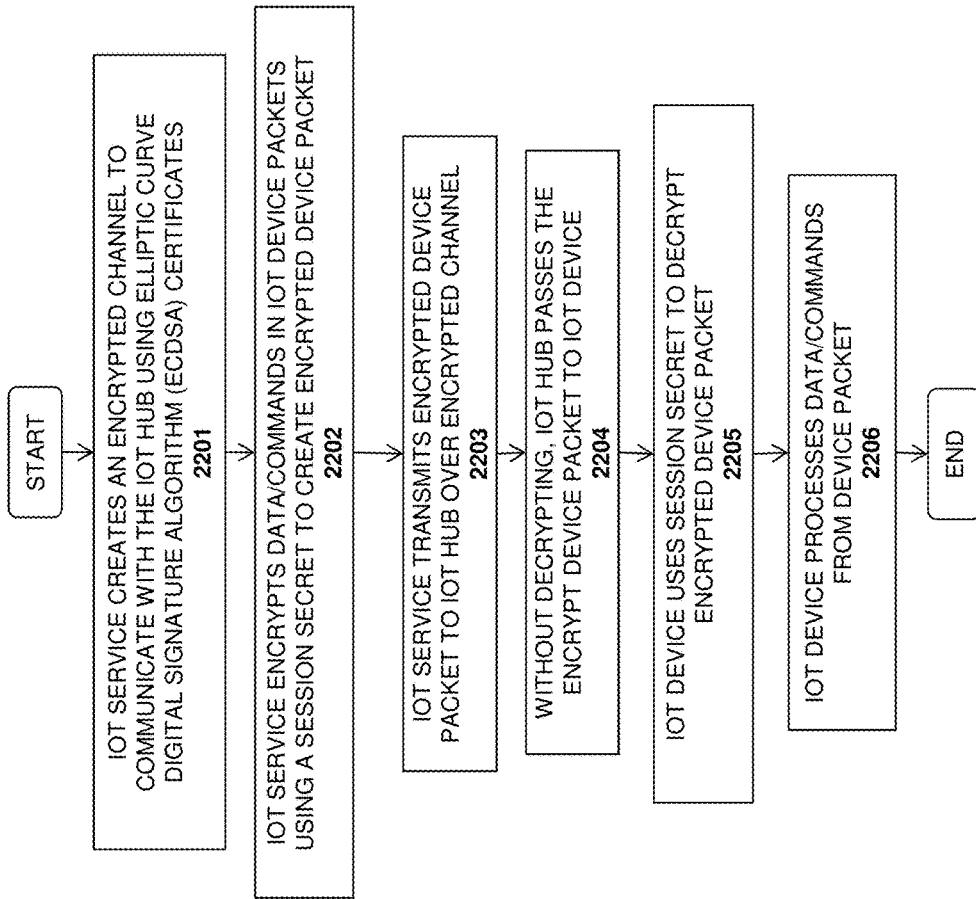 START
IOT SERVICE CREATES AN ENCRYPTED CHANNEL TO
COMMUNICATE WITH THE IOT HUB USING ELLIPTIC CURVE
DIGITAL SIGNATURE ALGORITHM (ECDSA) CERTIFICATES
2201
IOT SERVICE ENCRYPTS DATA/COMMANDS IN IOT DEVICE PACKETS
USING A SESSION SECRET TO CREATE ENCRYPTED DEVICE PACKET
2202
IOT SERVICE TRANSMITS ENCRYPTED DEVICE
PACKET TO IOT HUB OVER ENCRYPTED CHANNEL
2203
WITHOUT DECRYPTING, IOT HUB PASSES THE
ENCRYPT DEVICE PACKET TO IOT DEVICE
2204
IOT DEVICE USES SESSION SECRET TO DECRYPT
ENCRYPTED DEVICE PACKET
2205
IOT DEVICE PROCESSES DATA/COMMANDS
FROM DEVICE PACKET
2206
END